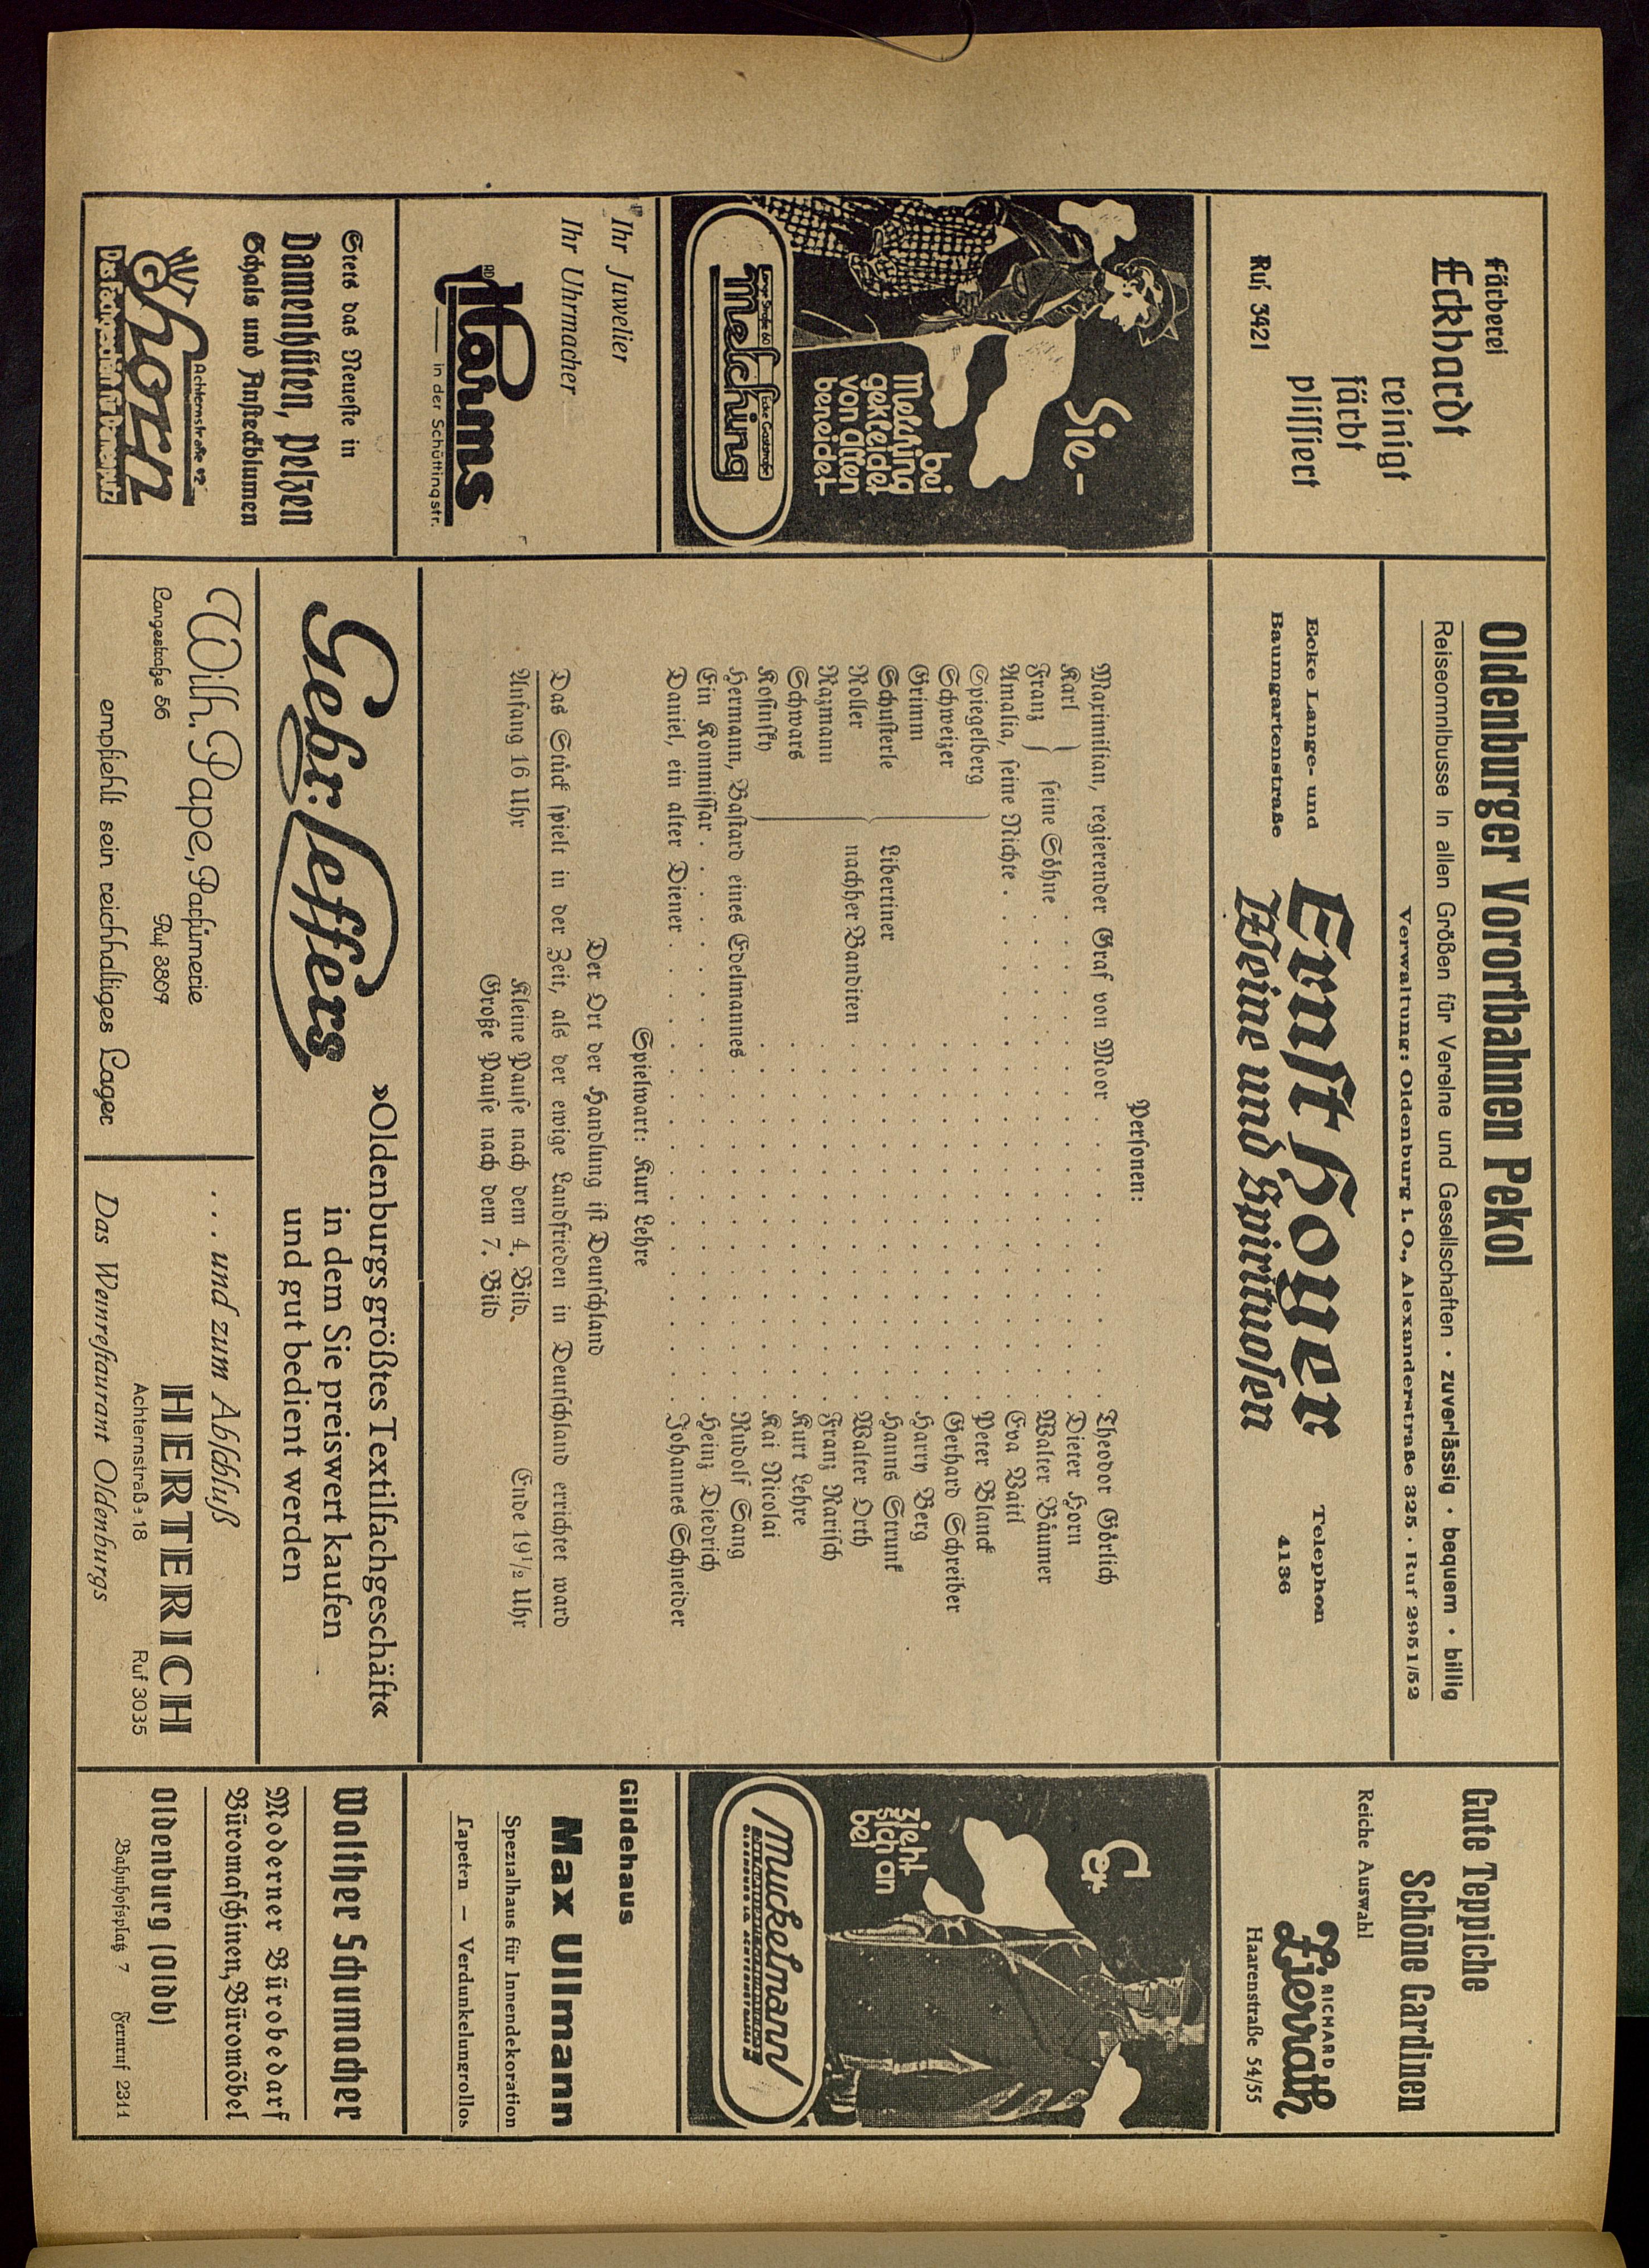 Färberei
Eckhardt
reinigt
färbt
plissiert
Ruf 3421
Oldenburger Vorortbahnen Pekol
Reiseomnibusse in allen Größen für Vereine und Gesellschaften · zuverlässig · bequem · billig
Verwaltung: Oldenburg i. O., Alexanderstraße 325 · Ruf 2951/52
Ecke Lange- und
Baumgartenstraße
Ernst Hoyer
Weine und Spirituosen
Telephon
4136
Gute Teppiche
Schöne Gardinen
Reiche Auswahl
RICHARD
Zierrath
Haarenstraße 54/55
Sie-
bei
melching
gekleidet
von allen
beneidet
Lange Straße 60 Ecke Gaststraße
melching
Ihr Juwelier
Ihr Uhrmacher
AD. Harms
in der Schüttingstr.
Stets das Neueste in
Damenhüten, Pelzen
Schals und Ansteckblumen
Achternstraße 42
horn
Das Fachgeschäft für Damenputz
Personen:
Maximilian, regierender Graf von Moor . . . . . . . . . . . . Theodor Görlich
Karl } seine Söhne . . . . . . . . . . . . Dieter Horn
Franz } . . . . . . . . . . . . Walter Bäumer
Amalia, seine Nichte . . . . . . . . . . . . Eva Vaitl
Spiegelberg . . . . . . . . . . . . Peter Blanck
Schweizer . . . . . . . . . . . . Gerhard Schreiber
Grimm . . . . . . . . . . . . Harry Berg
Schufterle Libertiner . . . . . . . . . . . . Hanns Strunk
Roller nachher Banditen . . . . . . . . . . . . Walter Orth
Razmann . . . . . . . . . . . . Franz Rarisch
Schwars . . . . . . . . . . . . Kurt Lehre
Kosinsky . . . . . . . . . . . . Kai Nicolai
Hermann, Bastard eines Edelmannes . . . . . . . . . . . . Rudolf Sang
Ein Kommissar . . . . . . . . . . . . Heinz Diedrich
Daniel, ein alter Diener . . . . . . . . . . . . Johannes Schneider
Spielwart: Kurt Lehre
Der Ort der Handlung ist Deutschland
Das Stück spielt in der Zeit, als der ewige Landfrieden in Deutschland errichtet ward
Anfang 16 Uhr Kleine Pause nach dem 4. Bild. Ende 19½ Uhr
Große Pause nach dem 7. Bild
Gebr. Leffers
»Oldenburgs größtes Textilfachgeschäft«
in dem Sie preiswert kaufen
und gut bedient werden
Wilh. Pape, Parfümerie
Langestraße 56 Ruf 3809
empfiehlt sein reichhaltiges Lager
... und zum Abschluß
HERTERICH
Achternstraße 18 Ruf 3035
Das Weinrestaurant Oldenburgs
Er
zieht
sich an
bei
muckelmann
Gildehaus
Max Ullmann
Spezialhaus für Innendekoration
Tapeten — Verdunkelungrollos
Walther Schumacher
Moderner Bürobedarf
Büromaschinen, Büromöbel
Oldenburg (Oldb)
Bahnhofsplatz 7 Fernruf 2344